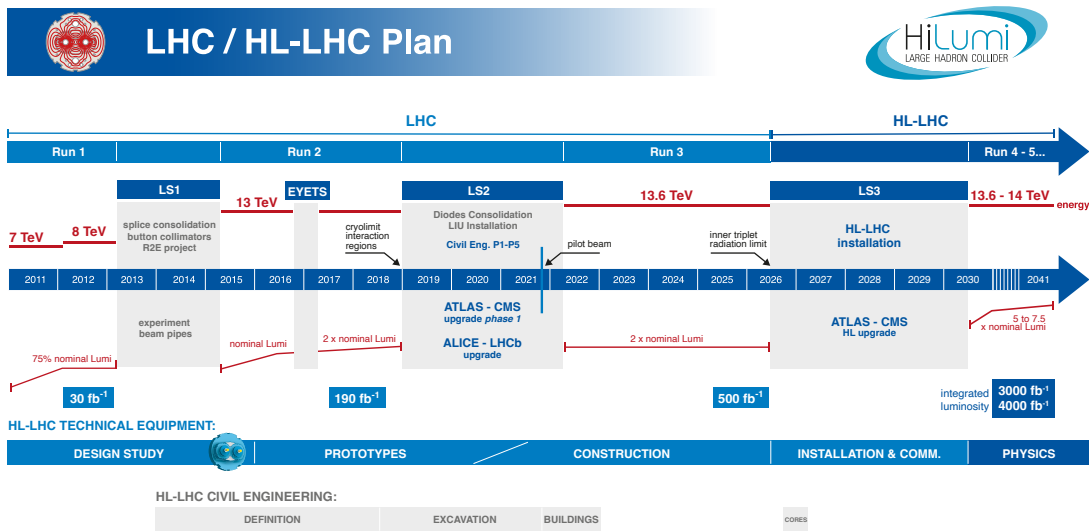 LHC / HL-LHC Plan
HiLumi
LARGE HADRON COLLIDER
LHC
HL-LHC
Run 1
Run 2
Run 3
Run 4 - 5...
LS1
EYETS
LS2
LS3
13 TeV
13.6 TeV
13.6 - 14 TeV
energy
7 TeV
8 TeV
splice consolidation
button collimators
R2E project
cryolimit
interaction
regions
Diodes Consolidation
LIU Installation
Civil Eng. P1-P5
pilot beam
inner triplet
radiation limit
HL-LHC
installation
2011 2012 2013 2014 2015 2016 2017 2018 2019 2020 2021 2022 2023 2024 2025 2026 2027 2028 2029 2030 2041
experiment
beam pipes
ATLAS - CMS
upgrade phase 1
ALICE - LHCb
upgrade
ATLAS - CMS
HL upgrade
5 to 7.5
x nominal Lumi
75% nominal Lumi
nominal Lumi
2 x nominal Lumi
2 x nominal Lumi
30 fb⁻¹
190 fb⁻¹
500 fb⁻¹
integrated
luminosity
3000 fb⁻¹
4000 fb⁻¹
HL-LHC TECHNICAL EQUIPMENT:
DESIGN STUDY
PROTOTYPES
CONSTRUCTION
INSTALLATION & COMM.
PHYSICS
HL-LHC CIVIL ENGINEERING:
DEFINITION
EXCAVATION
BUILDINGS
CORES